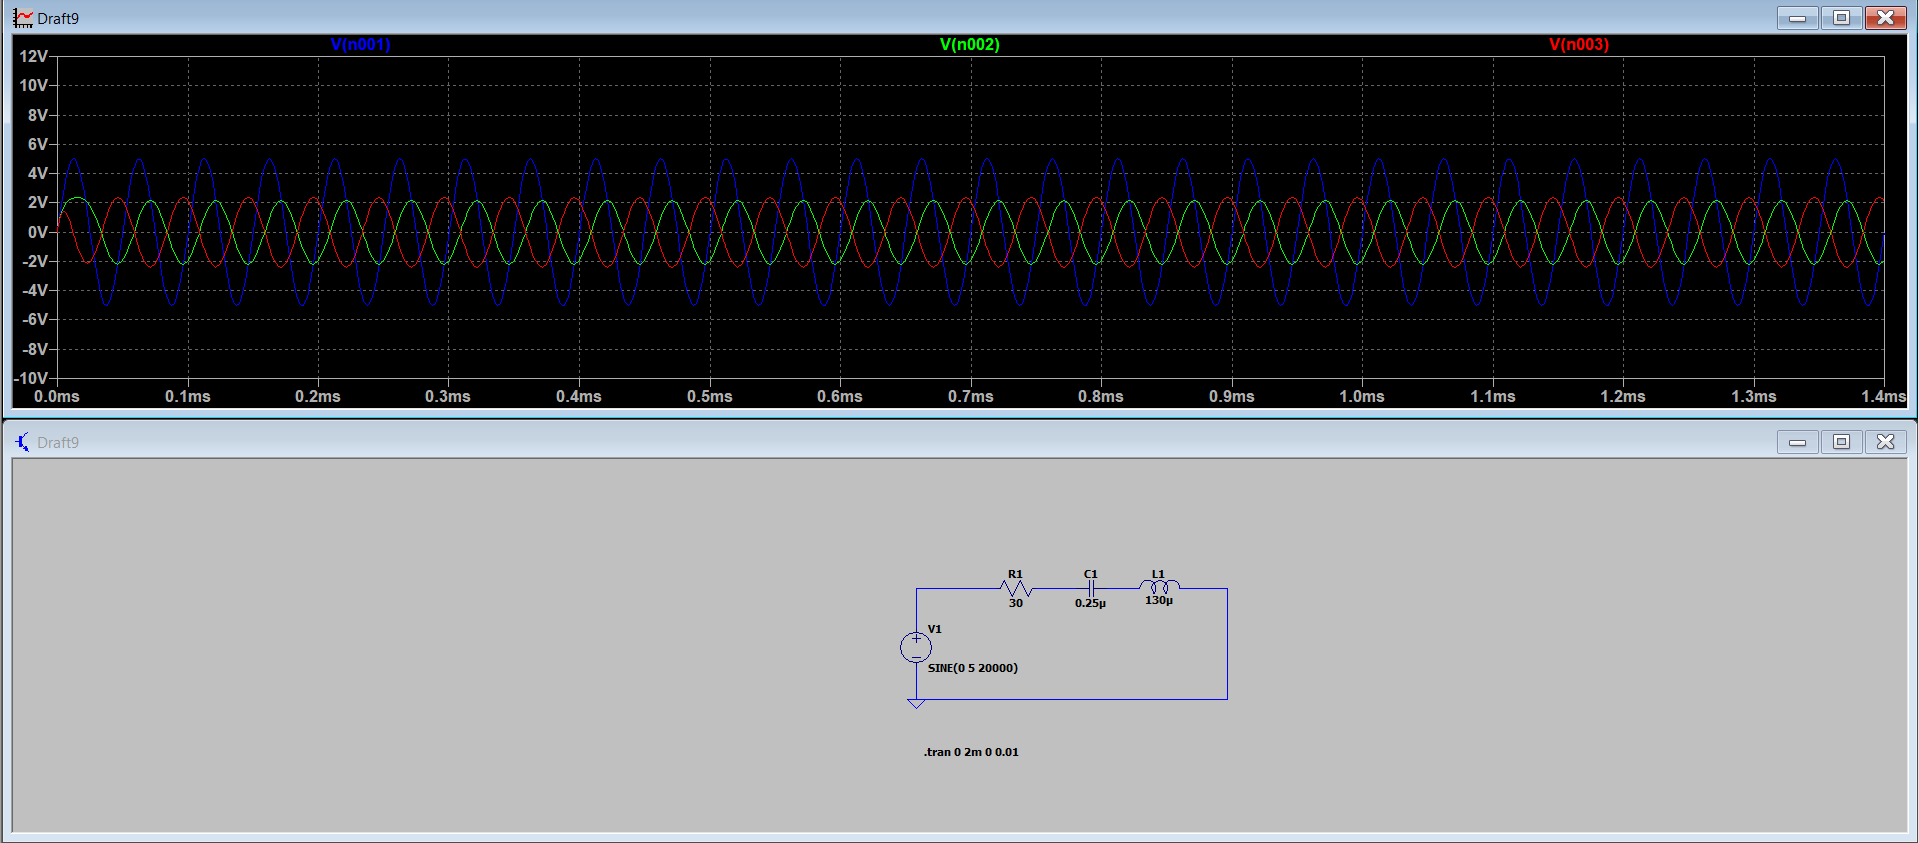 Draft9
V(n001) V(n002) V(n003)
12V
10V
8V
6V
4V
2V
0V
-2V
-4V
-6V
-8V
-10V
0.0ms 0.1ms 0.2ms 0.3ms 0.4ms 0.5ms 0.6ms 0.7ms 0.8ms 0.9ms 1.0ms 1.1ms 1.2ms 1.3ms 1.4ms
Draft9
R1 C1 L1
30 0.25µ 130µ
V1
SINE(0 5 20000)
.tran 0 2m 0 0.01